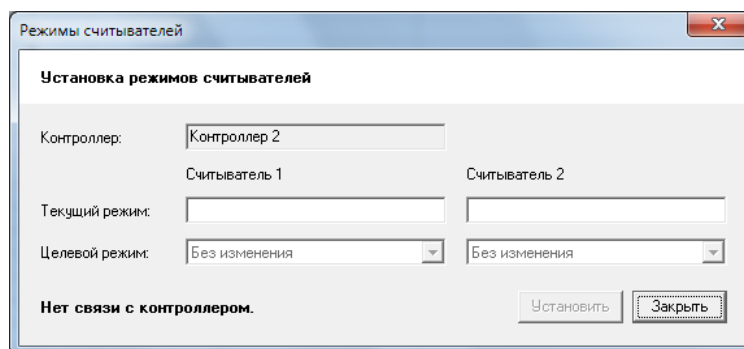 Режимы считывателей
Установка режимов считывателей
Контроллер: Контроллер 2
Считыватель 1 Считыватель 2
Текущий режим:
Целевой режим: Без изменения Без изменения
Нет связи с контроллером. Установить Закрыть